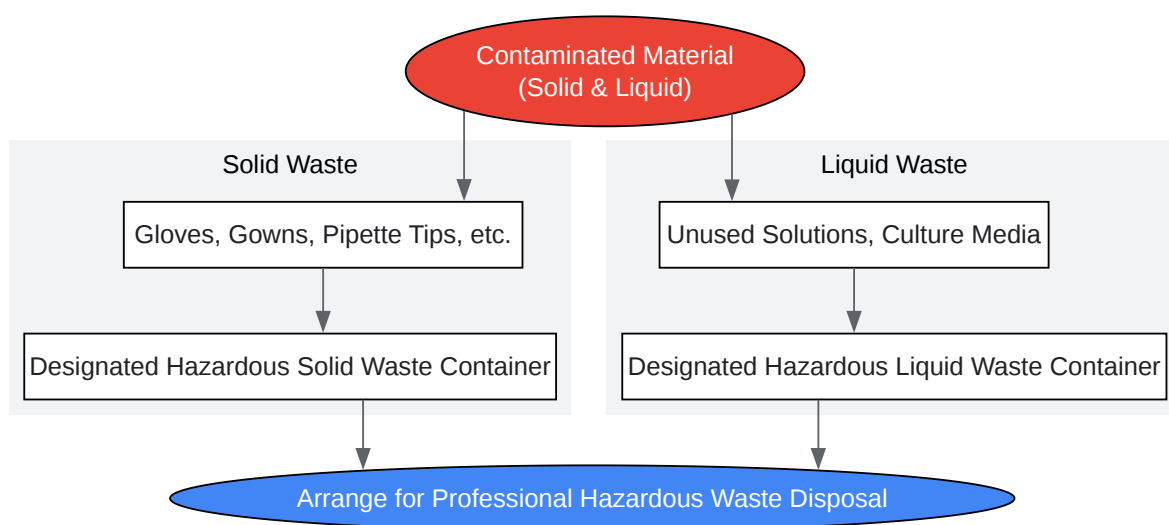 Contaminated Material
(Solid & Liquid)
Solid Waste
Liquid Waste
Gloves, Gowns, Pipette Tips, etc.
Unused Solutions, Culture Media
Designated Hazardous Solid Waste Container
Designated Hazardous Liquid Waste Container
Arrange for Professional Hazardous Waste Disposal